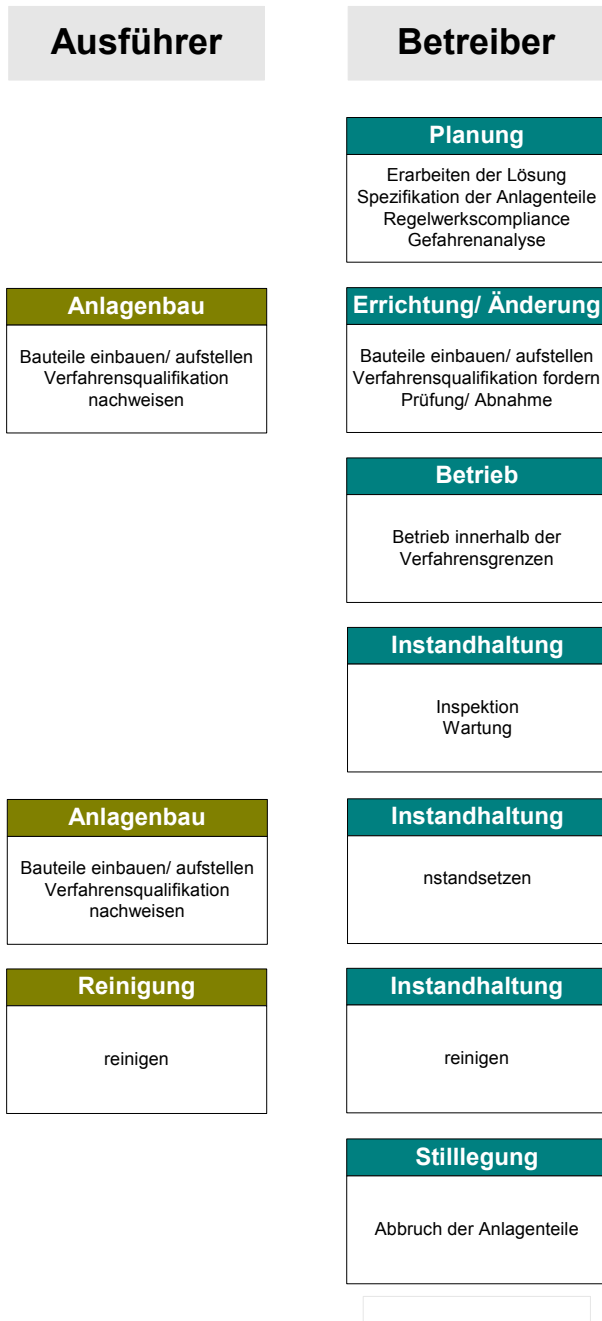 Ausführer
Betreiber
Planung
Erarbeiten der Lösung
Spezifikation der Anlagenteile
Regelwerkscompliance
Gefahrenanalyse
Anlagenbau
Bauteile einbauen/ aufstellen
Verfahrensqualifikation
nachweisen
Errichtung/ Änderung
Bauteile einbauen/ aufstellen
Verfahrensqualifikation fordern
Prüfung/ Abnahme
Betrieb
Betrieb innerhalb der
Verfahrensgrenzen
Instandhaltung
Inspektion
Wartung
Anlagenbau
Bauteile einbauen/ aufstellen
Verfahrensqualifikation
nachweisen
Instandhaltung
nstandsetzen
Reinigung
reinigen
Instandhaltung
reinigen
Stilllegung
Abbruch der Anlagenteile